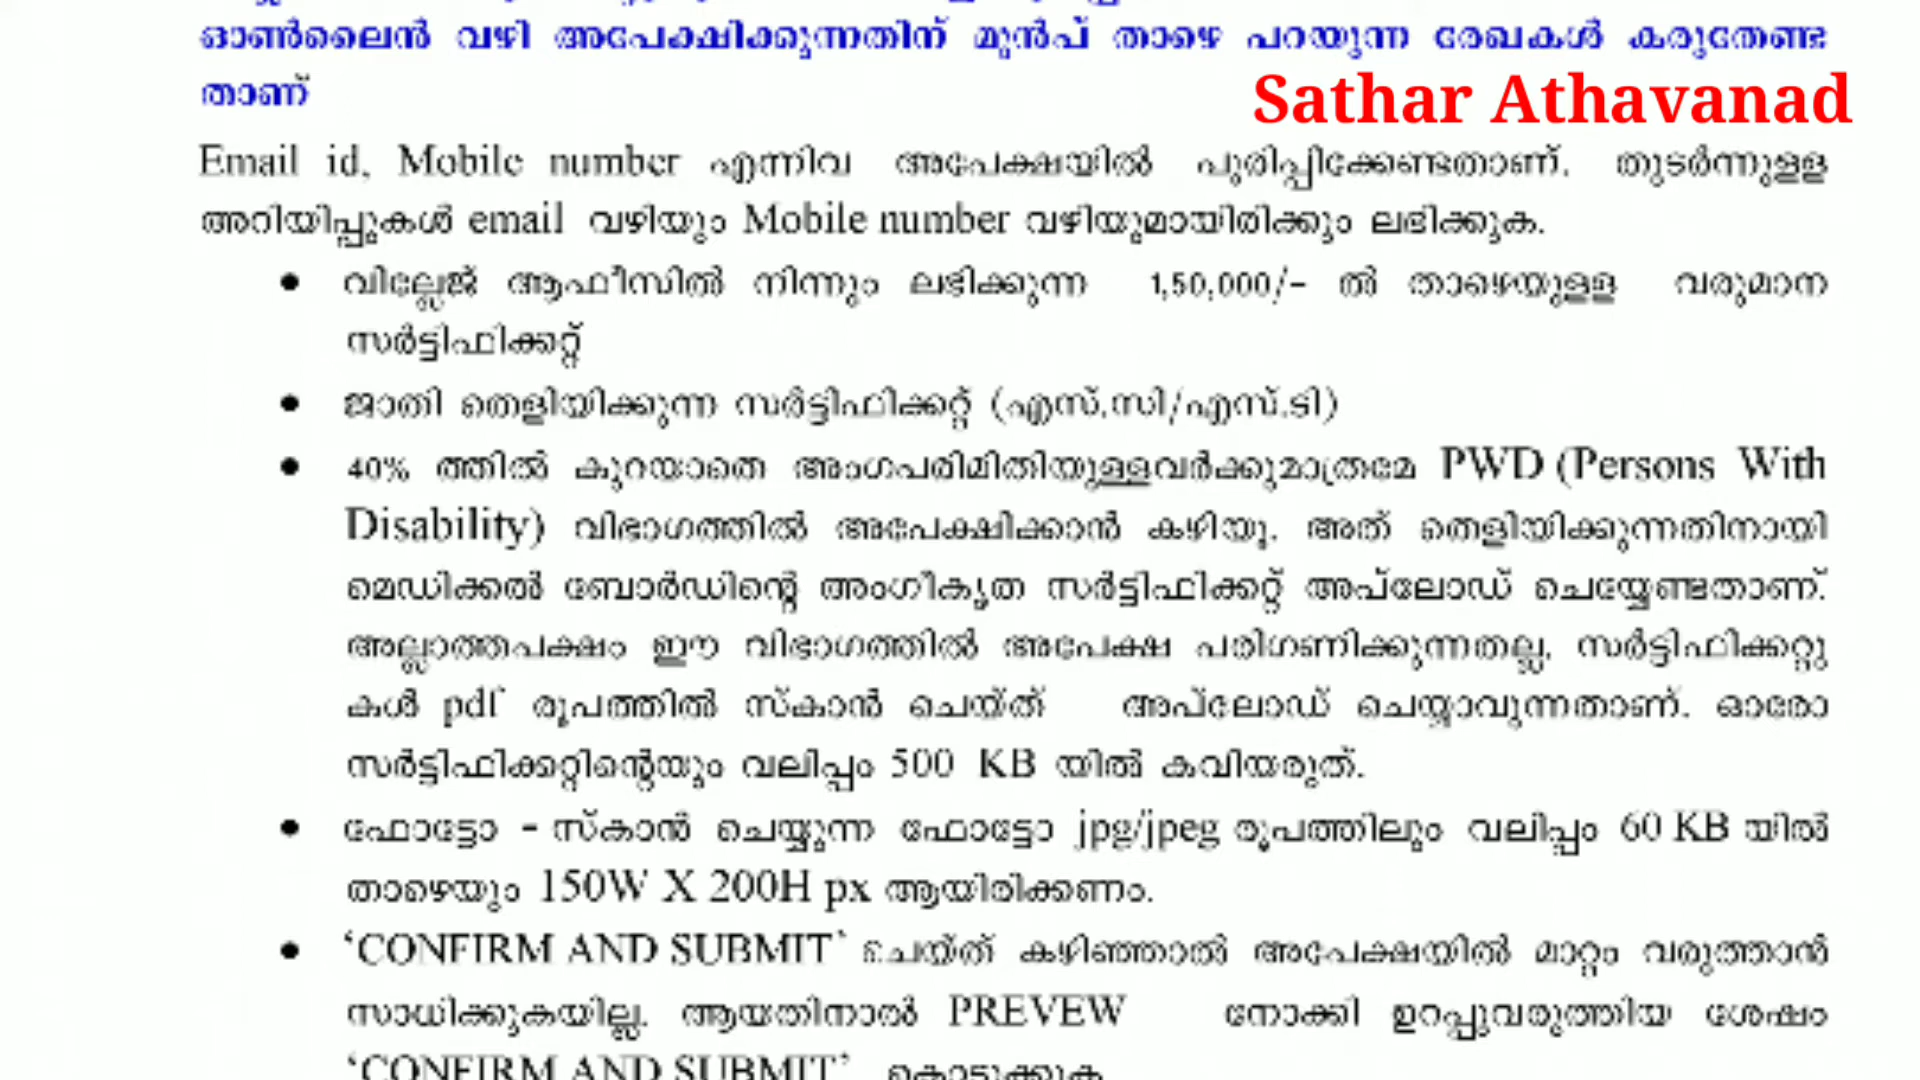 ഓൺലൈൻ വഴി അപേക്ഷിക്കുന്നതിന് മുൻപ് താഴെ പറയുന്ന രേഖകൾ കരുതേണ്ട
താണ്
Sathar Athavanad
Email id, Mobile number എന്നിവ അപേക്ഷയിൽ പൂരിപ്പിക്കേണ്ടതാണ്. തുടർന്നുള്ള
അറിയിപ്പുകൾ email വഴിയും Mobile number വഴിയുമായിരിക്കും ലഭിക്കുക.
• വില്ലേജ് ആഫീസിൽ നിന്നും ലഭിക്കുന്ന 1,50,000/- ൽ താഴെയുള്ള വരുമാന
സർട്ടിഫിക്കറ്റ്
• ജാതി തെളിയിക്കുന്ന സർട്ടിഫിക്കറ്റ് (എസ്.സി/എസ്.ടി)
• 40% ത്തിൽ കുറയാതെ അംഗപരിമിതിയുള്ളവർക്കുമാത്രമേ PWD (Persons With
Disability) വിഭാഗത്തിൽ അപേക്ഷിക്കാൻ കഴിയൂ. അത് തെളിയിക്കുന്നതിനായി
മെഡിക്കൽ ബോർഡിന്റെ അംഗീകൃത സർട്ടിഫിക്കറ്റ് അപ്‌ലോഡ് ചെയ്യേണ്ടതാണ്.
അല്ലാത്തപക്ഷം ഈ വിഭാഗത്തിൽ അപേക്ഷ പരിഗണിക്കുന്നതല്ല. സർട്ടിഫിക്കറ്റു
കൾ pdf രൂപത്തിൽ സ്കാൻ ചെയ്ത് അപ്‌ലോഡ് ചെയ്യാവുന്നതാണ്. ഓരോ
സർട്ടിഫിക്കറ്റിന്റെയും വലിപ്പം 500 KB യിൽ കവിയരുത്.
• ഫോട്ടോ - സ്കാൻ ചെയ്യുന്ന ഫോട്ടോ jpg/jpeg രൂപത്തിലും വലിപ്പം 60 KB യിൽ
താഴെയും 150W X 200H px ആയിരിക്കണം.
• ‘CONFIRM AND SUBMIT’ ചെയ്ത് കഴിഞ്ഞാൽ അപേക്ഷയിൽ മാറ്റം വരുത്താൻ
സാധിക്കുകയില്ല. ആയതിനാൽ PREVEW നോക്കി ഉറപ്പുവരുത്തിയ ശേഷം
‘CONFIRM AND SUBMIT’ കൊടുക്കുക